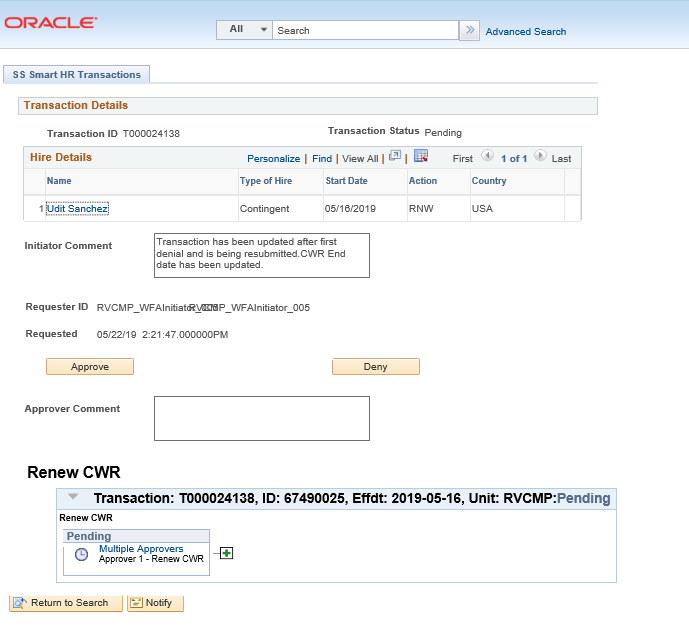 ORACLE
All Search Advanced Search
SS Smart HR Transactions
Transaction Details
Transaction ID T000024138 Transaction Status Pending
Hire Details Personalize | Find | View All | | First 1 of 1 Last
Name Type of Hire Start Date Action Country
1 Udit Sanchez Contingent 05/16/2019 RNW USA
Initiator Comment
Transaction has been updated after first
denial and is being resubmitted.CWR End
date has been updated.
Requester ID RVCMP_WFAInitiator_005 RVCMP_WFAInitiator_005
Requested 05/22/19 2:21:47.000000PM
Approve Deny
Approver Comment
Renew CWR
Transaction: T000024138, ID: 67490025, Effdt: 2019-05-16, Unit: RVCMP:Pending
Renew CWR
Pending
Multiple Approvers
Approver 1 - Renew CWR
Return to Search Notify